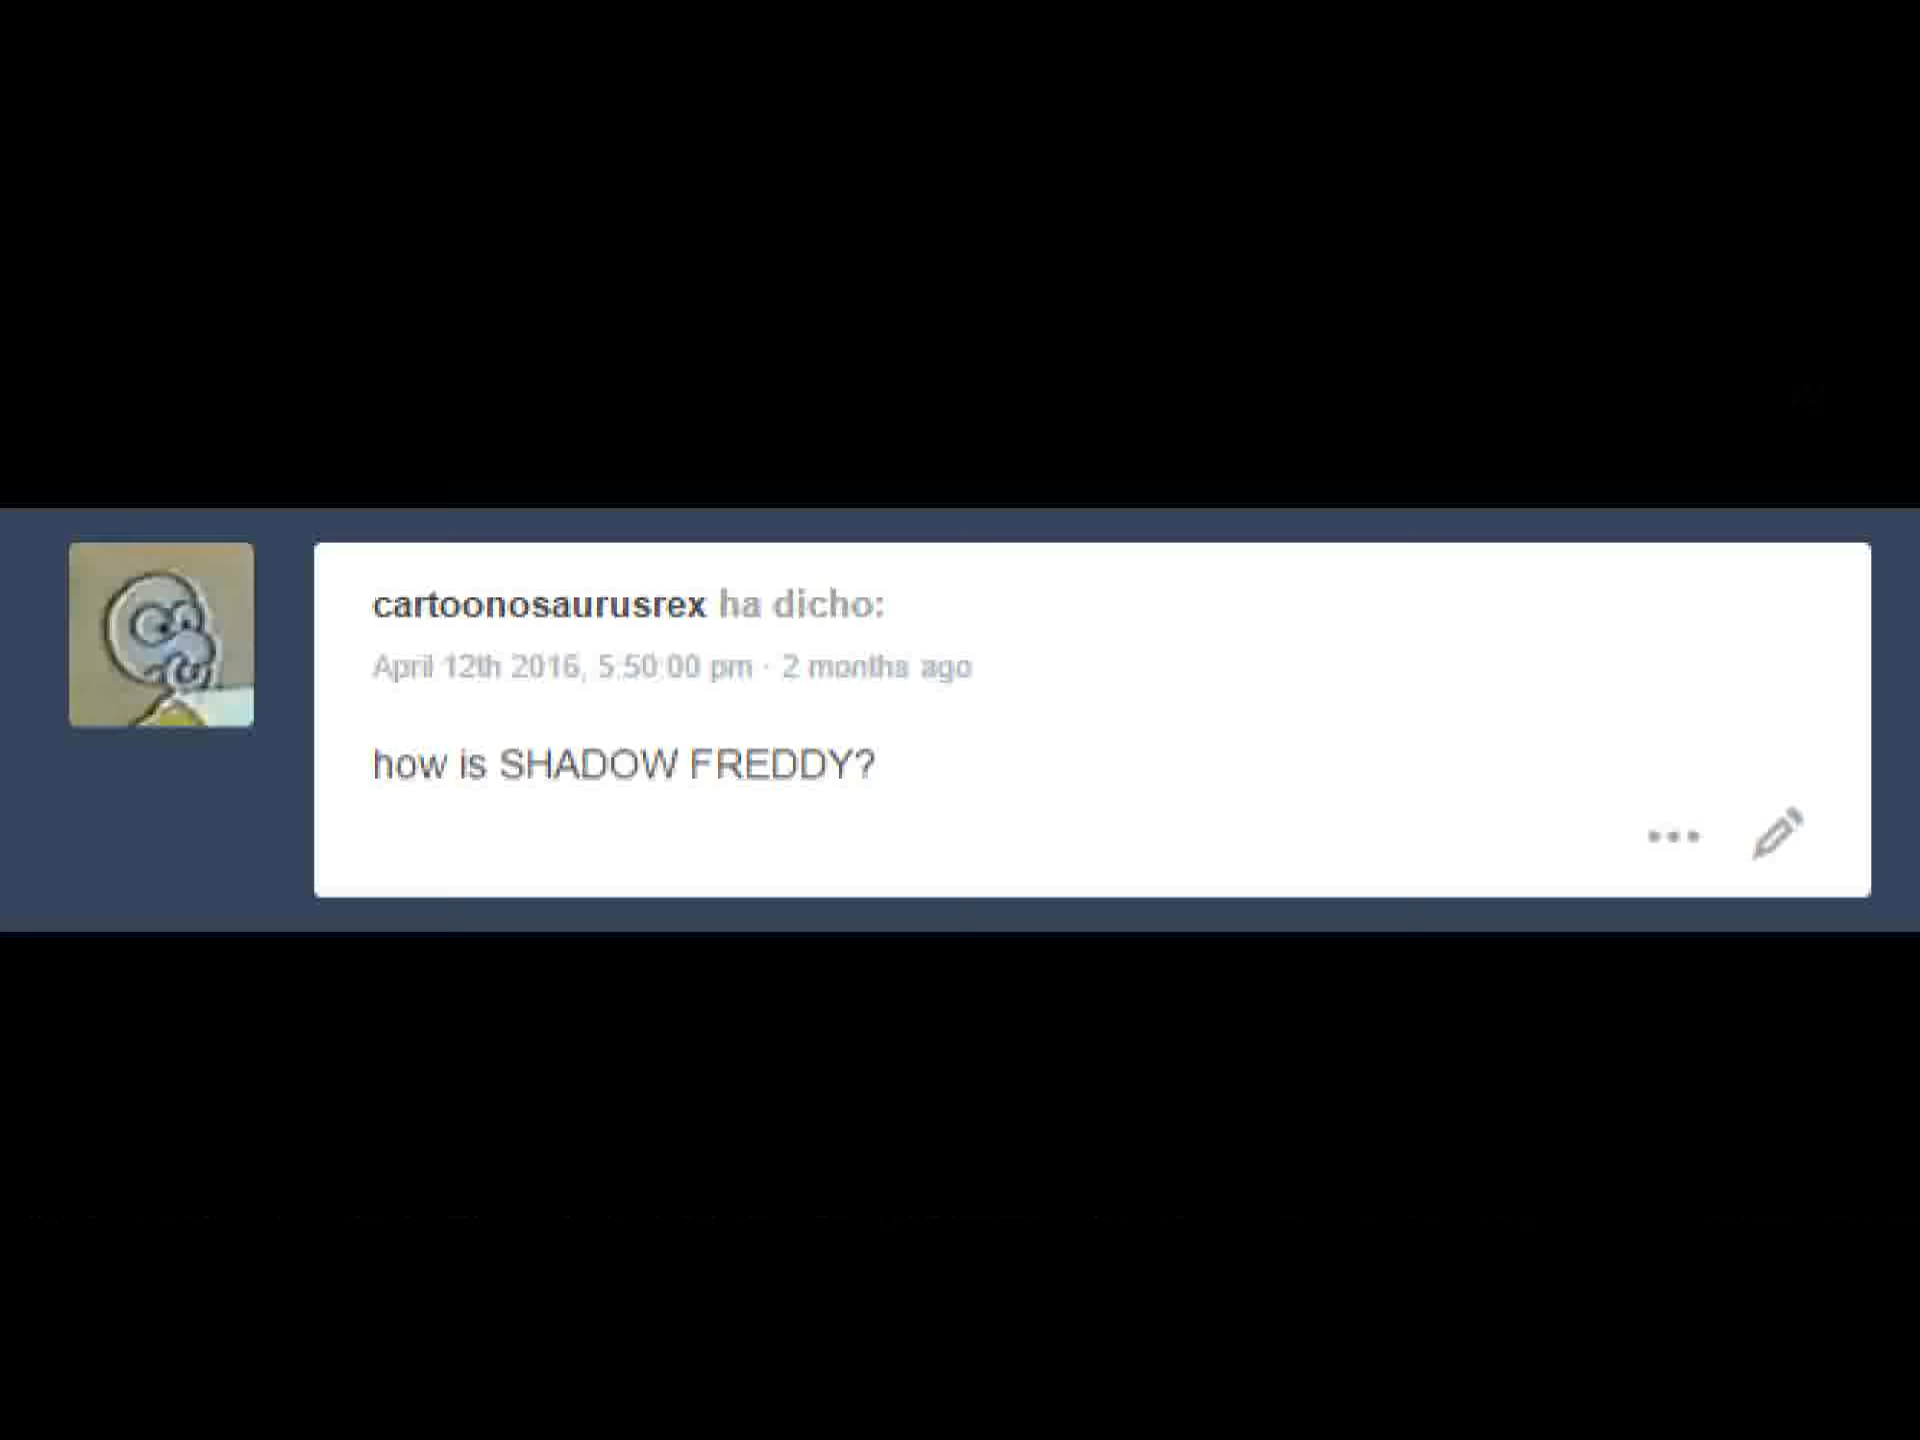 cartoonosaurusrex ha dicho:
April 12th 2016, 5:50:00 pm · 2 months ago
how is SHADOW FREDDY?